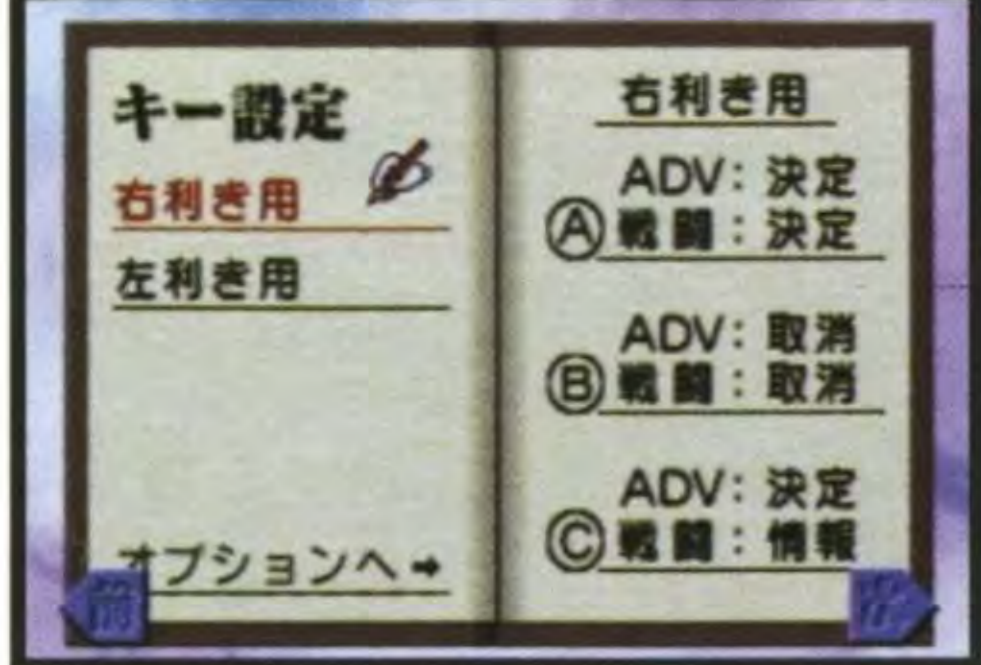 キー設定
右利き用
左利き用
オプションへ➡
前
右利き用
ADV：決定
Ⓐ戦闘：決定
ADV：取消
Ⓑ戦闘：取消
ADV：決定
Ⓒ戦闘：情報